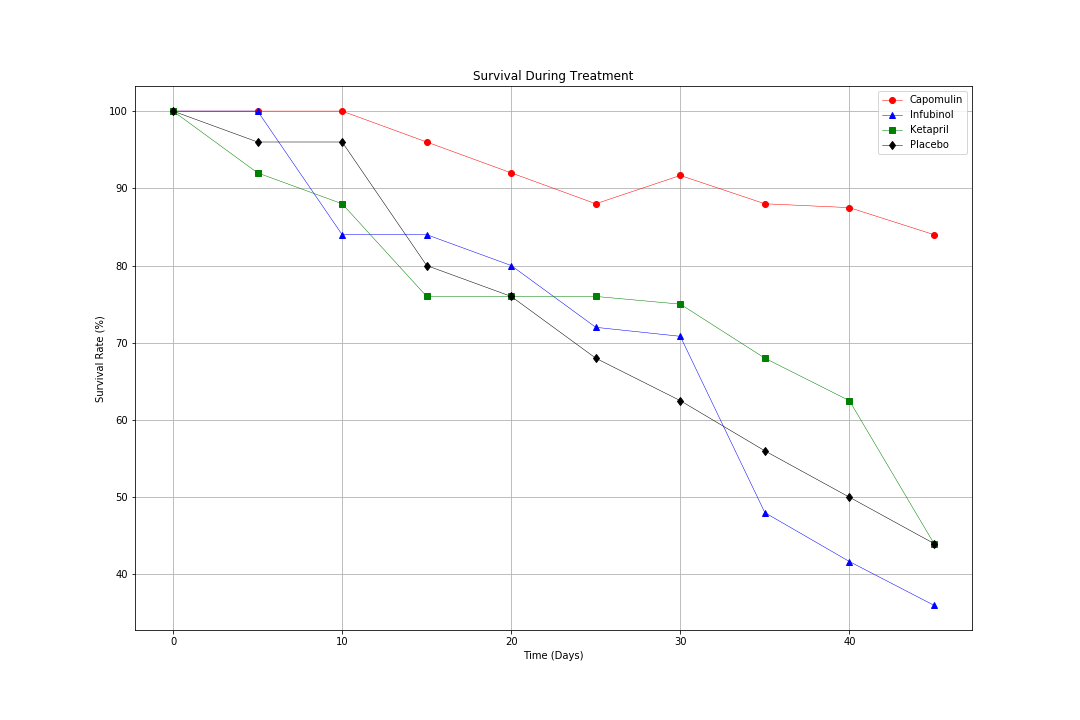 Survival During Treatment
Capomulin
Infubinol
Ketapril
Placebo
100
90
80
70
60
50
40
Survival Rate (%)
0 10 20 30 40
Time (Days)